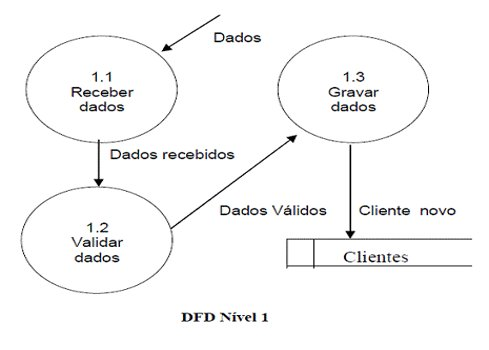 Dados
1.1
Receber
dados
1.3
Gravar
dados
Dados recebidos
1.2
Validar
dados
Dados Válidos
Cliente novo
Clientes
DFD Nível 1